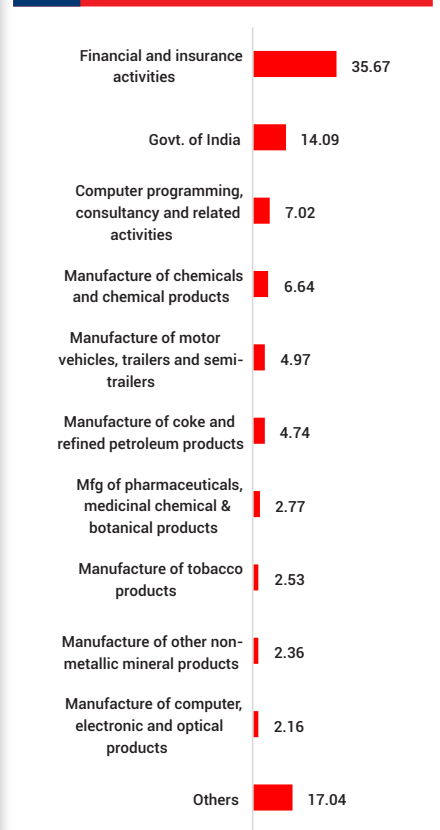 Financial and insurance
activities
35.67
Govt. of India
14.09
Computer programming,
consultancy and related
activities
7.02
Manufacture of chemicals
and chemical products
6.64
Manufacture of motor
vehicles, trailers and semi-
trailers
4.97
Manufacture of coke and
refined petroleum products
4.74
Mfg of pharmaceuticals,
medicinal chemical &
botanical products
2.77
Manufacture of tobacco
products
2.53
Manufacture of other non-
metallic mineral products
2.36
Manufacture of computer,
electronic and optical
products
2.16
Others
17.04